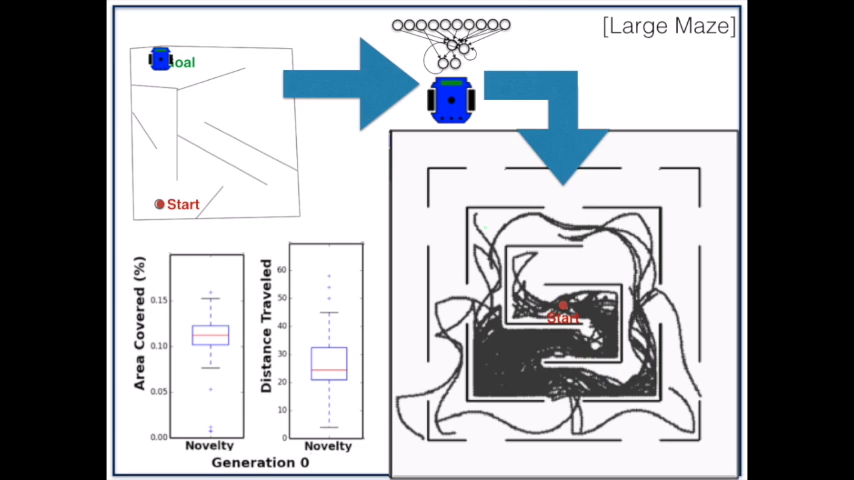 [Large Maze]
oal
Start
Start
Area Covered (%)
0.15
0.10
0.05
0.00
Novelty
Distance Traveled
60
50
40
30
20
10
0
Novelty
Generation 0